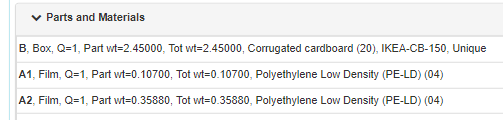 Parts and Materials
B, Box, Q=1, Part wt=2.45000, Tot wt=2.45000, Corrugated cardboard (20), IKEA-CB-150, Unique
A1, Film, Q=1, Part wt=0.10700, Tot wt=0.10700, Polyethylene Low Density (PE-LD) (04)
A2, Film, Q=1, Part wt=0.35880, Tot wt=0.35880, Polyethylene Low Density (PE-LD) (04)